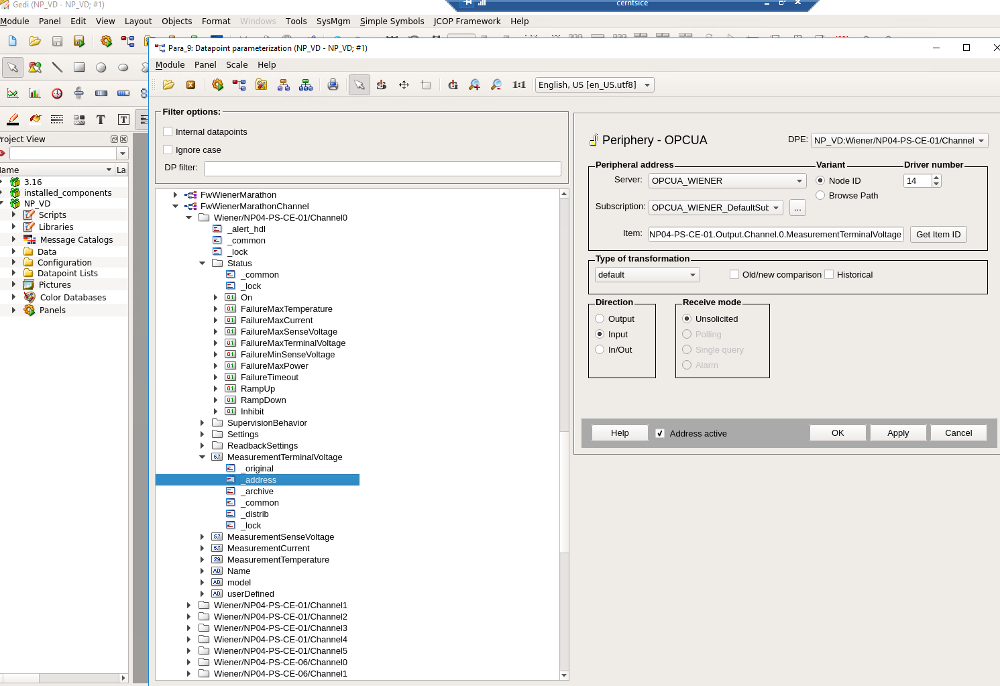 Gedi (NP_VD - NP_VD; #1)
cerntsice
Module Panel Edit View Layout Objects Format Windows Tools SysMgm Simple Symbols JCOP Framework Help
Para_9: Datapoint parameterization (NP_VD - NP_VD; #1)
Module Panel Scale Help
1:1 English, US [en_US.utf8]
Project View
Name La
3.16
installed_components
NP_VD
Scripts
Libraries
Message Catalogs
Data
Configuration
Datapoint Lists
Pictures
Color Databases
Panels
Filter options:
Internal datapoints
Ignore case
DP filter:
FwWienerMarathon
FwWienerMarathonChannel
Wiener/NP04-PS-CE-01/Channel0
_alert_hdl
_common
_lock
Status
_common
_lock
On
FailureMaxTemperature
FailureMaxCurrent
FailureMaxSenseVoltage
FailureMaxTerminalVoltage
FailureMinSenseVoltage
FailureMaxPower
FailureTimeout
RampUp
RampDown
Inhibit
SupervisionBehavior
Settings
ReadbackSettings
MeasurementTerminalVoltage
_original
_address
_archive
_common
_distrib
_lock
MeasurementSenseVoltage
MeasurementCurrent
MeasurementTemperature
Name
model
userDefined
Wiener/NP04-PS-CE-01/Channel1
Wiener/NP04-PS-CE-01/Channel2
Wiener/NP04-PS-CE-01/Channel3
Wiener/NP04-PS-CE-01/Channel4
Wiener/NP04-PS-CE-01/Channel5
Wiener/NP04-PS-CE-06/Channel0
Wiener/NP04-PS-CE-06/Channel1
Periphery - OPCUA
DPE: NP_VD:Wiener/NP04-PS-CE-01/Channel
Peripheral address Variant Driver number
Server: OPCUA_WIENER Node ID 14
Browse Path
Subscription: OPCUA_WIENER_DefaultSub ...
Item: NP04-PS-CE-01.Output.Channel.0.MeasurementTerminalVoltage Get Item ID
Type of transformation
default Old/new comparison Historical
Direction Receive mode
Output Unsolicited
Input Polling
In/Out Single query
Alarm
Help Address active OK Apply Cancel